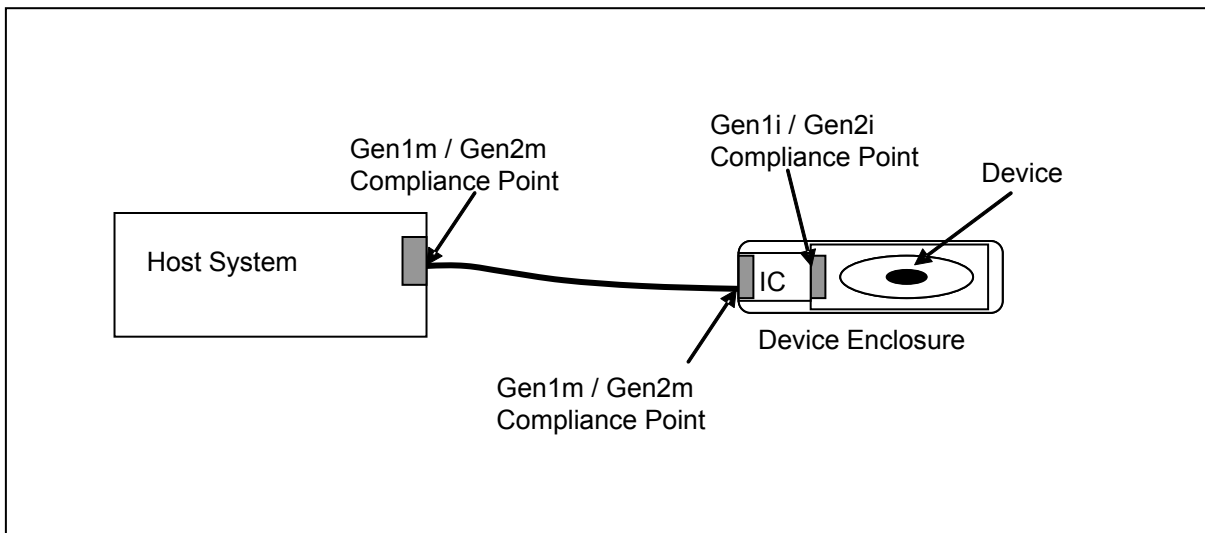 Gen1m / Gen2m
Compliance Point
Gen1i / Gen2i
Compliance Point
Device
Host System
IC
Device Enclosure
Gen1m / Gen2m
Compliance Point